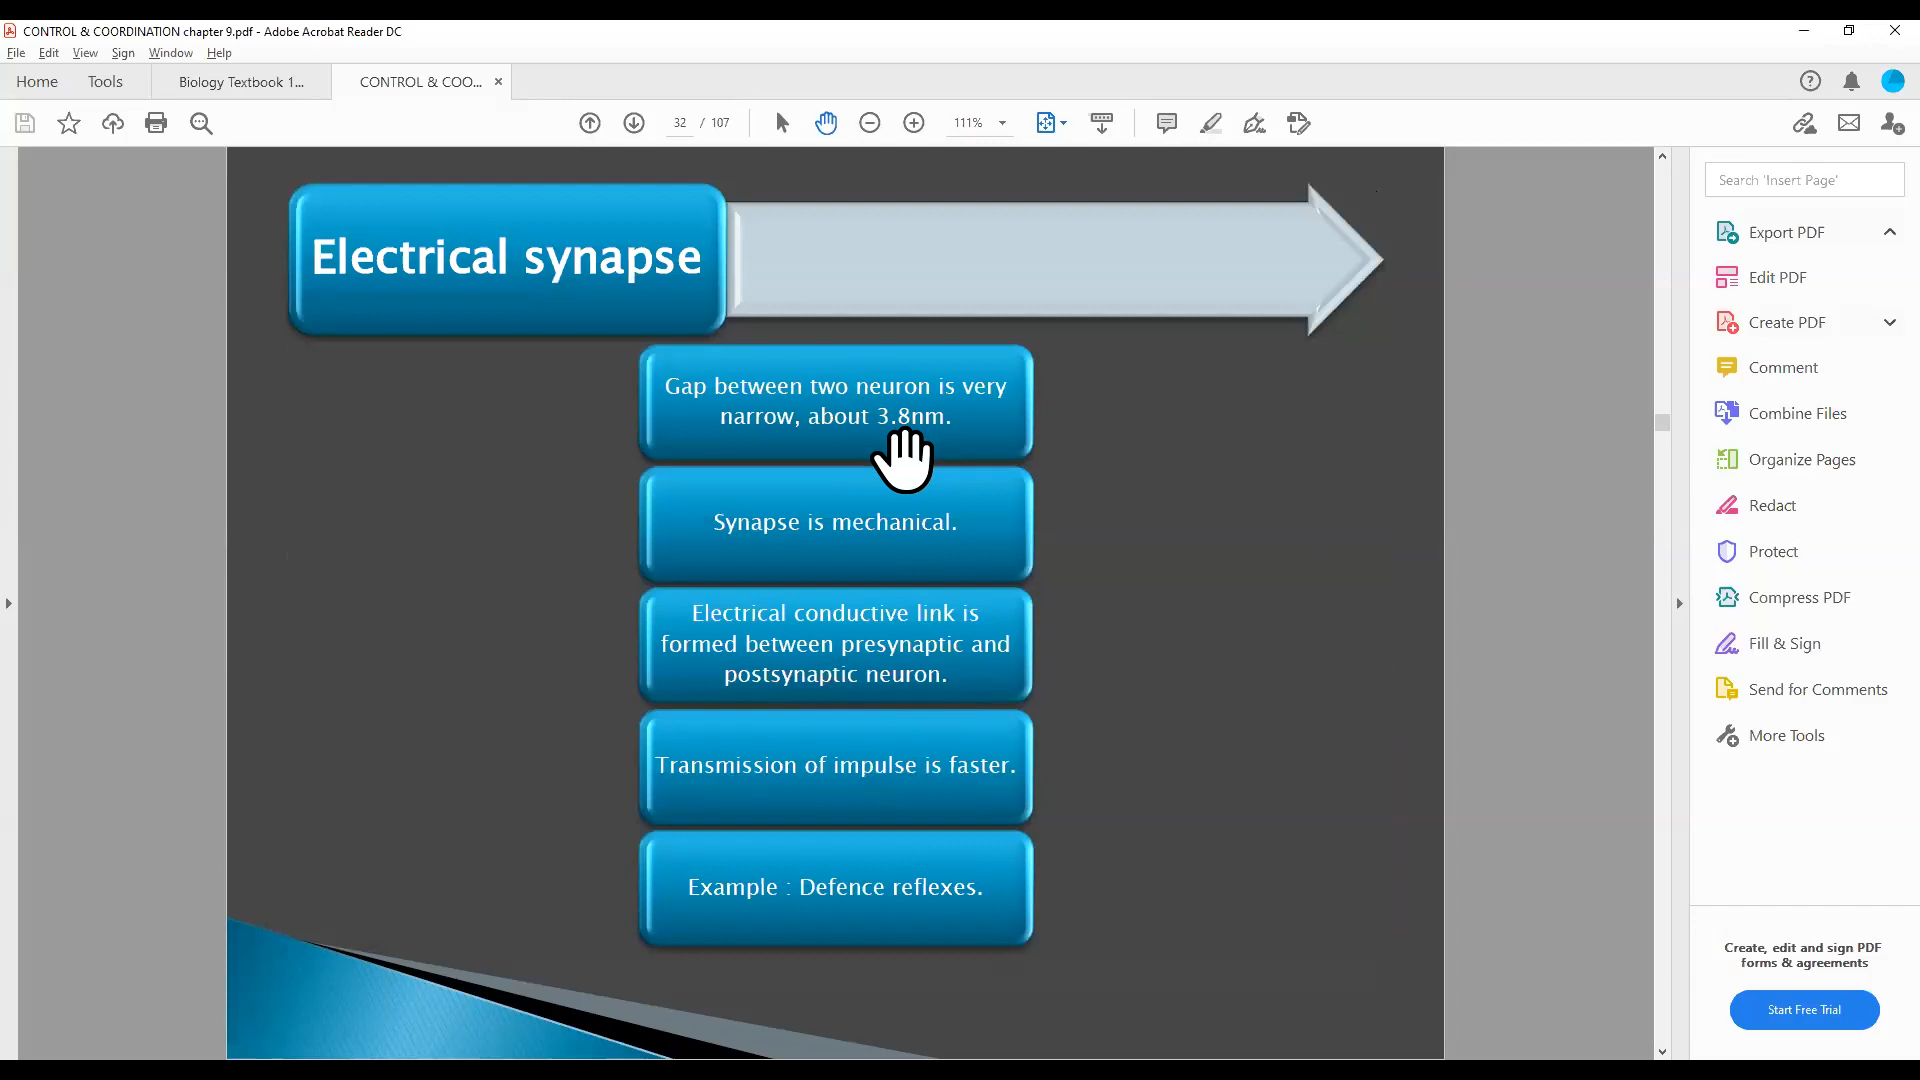 CONTROL & COORDINATION chapter 9.pdf - Adobe Acrobat Reader DC
File Edit View Sign Window Help
Home Tools Biology Textbook 1... CONTROL & COO... ×
32 / 107 111%
Search 'Insert Page'
Electrical synapse
Gap between two neuron is very
narrow, about 3.8nm.
Synapse is mechanical.
Electrical conductive link is
formed between presynaptic and
postsynaptic neuron.
Transmission of impulse is faster.
Example : Defence reflexes.
Export PDF
Edit PDF
Create PDF
Comment
Combine Files
Organize Pages
Redact
Protect
Compress PDF
Fill & Sign
Send for Comments
More Tools
Create, edit and sign PDF
forms & agreements
Start Free Trial